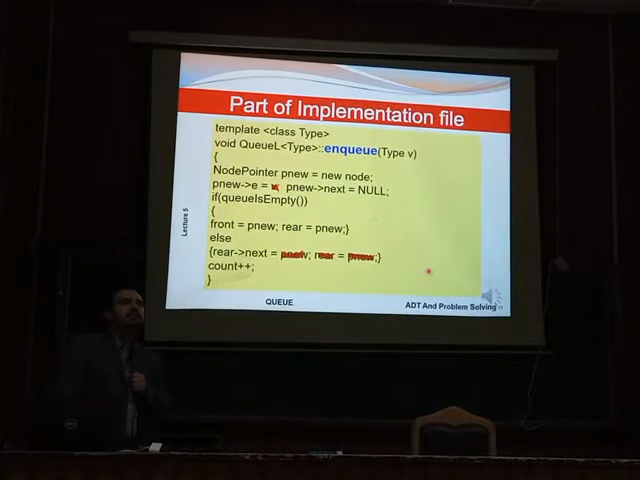 Part of Implementation file
template <class Type>
void QueueL<Type>::enqueue(Type v)
{
NodePointer pnew = new node;
pnew->e = v; pnew->next = NULL;
if(queueIsEmpty())
{
front = pnew; rear = pnew;}
else
{rear->next = pnew; rear = pnew;}
count++;
}
Lecture 5
QUEUE
ADT And Problem Solving